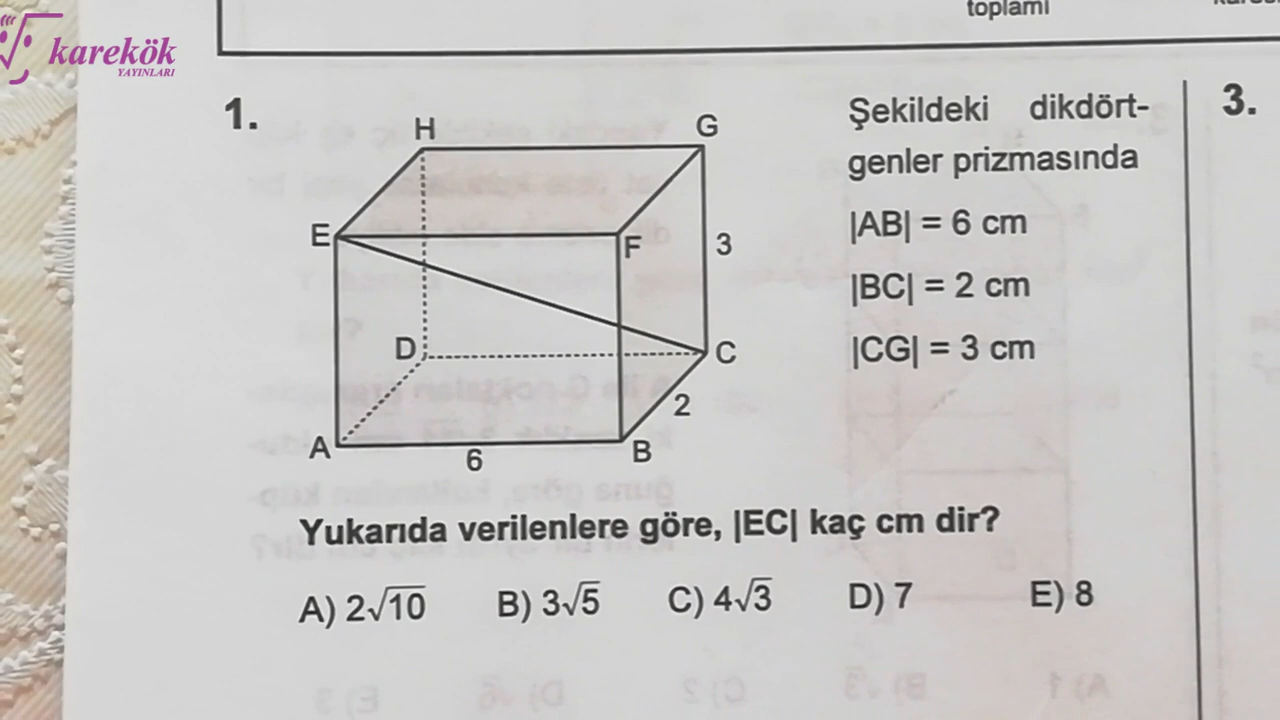 karekök
YAYINLARI
toplamı
1.
H
G
E
F
3
D
C
2
A
B
6
Şekildeki dikdört-
genler prizmasında
|AB| = 6 cm
|BC| = 2 cm
|CG| = 3 cm
3.
Yukarıda verilenlere göre, |EC| kaç cm dir?
A) 2√10 B) 3√5 C) 4√3 D) 7 E) 8